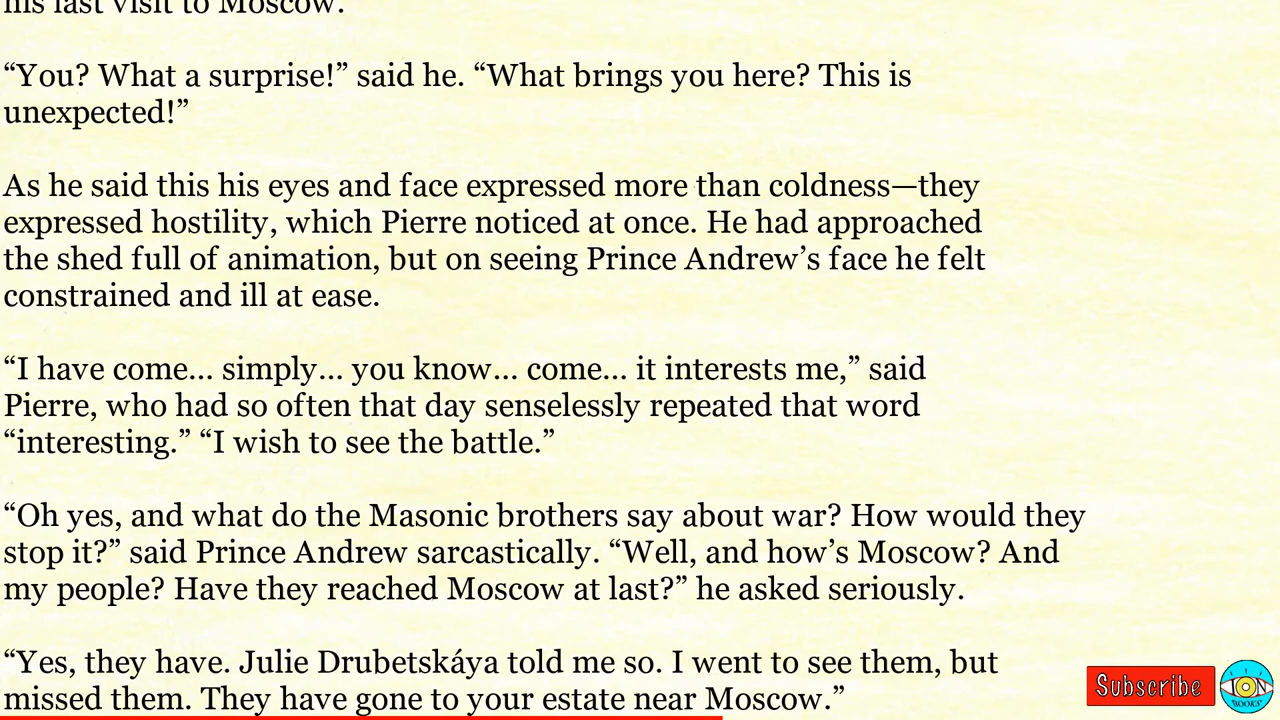 his last visit to Moscow.
“You? What a surprise!” said he. “What brings you here? This is
unexpected!”
As he said this his eyes and face expressed more than coldness—they
expressed hostility, which Pierre noticed at once. He had approached
the shed full of animation, but on seeing Prince Andrew’s face he felt
constrained and ill at ease.
“I have come... simply... you know... come... it interests me,” said
Pierre, who had so often that day senselessly repeated that word
“interesting.” “I wish to see the battle.”
“Oh yes, and what do the Masonic brothers say about war? How would they
stop it?” said Prince Andrew sarcastically. “Well, and how’s Moscow? And
my people? Have they reached Moscow at last?” he asked seriously.
“Yes, they have. Julie Drubetskáya told me so. I went to see them, but
missed them. They have gone to your estate near Moscow.”
Subscribe
I
ION
BOOKS